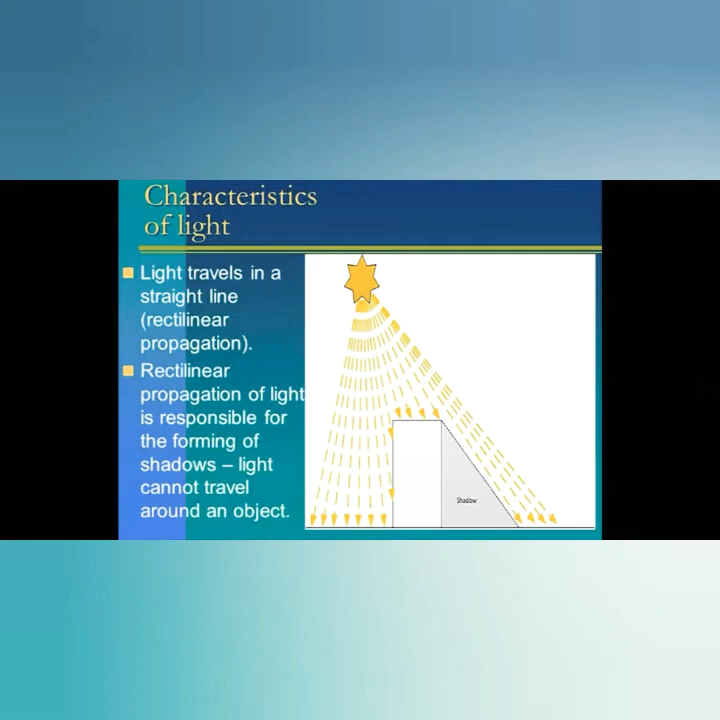 Characteristics
of light
Light travels in a
straight line
(rectilinear
propagation).
Rectilinear
propagation of light
is responsible for
the forming of
shadows – light
cannot travel
around an object.
Shadow